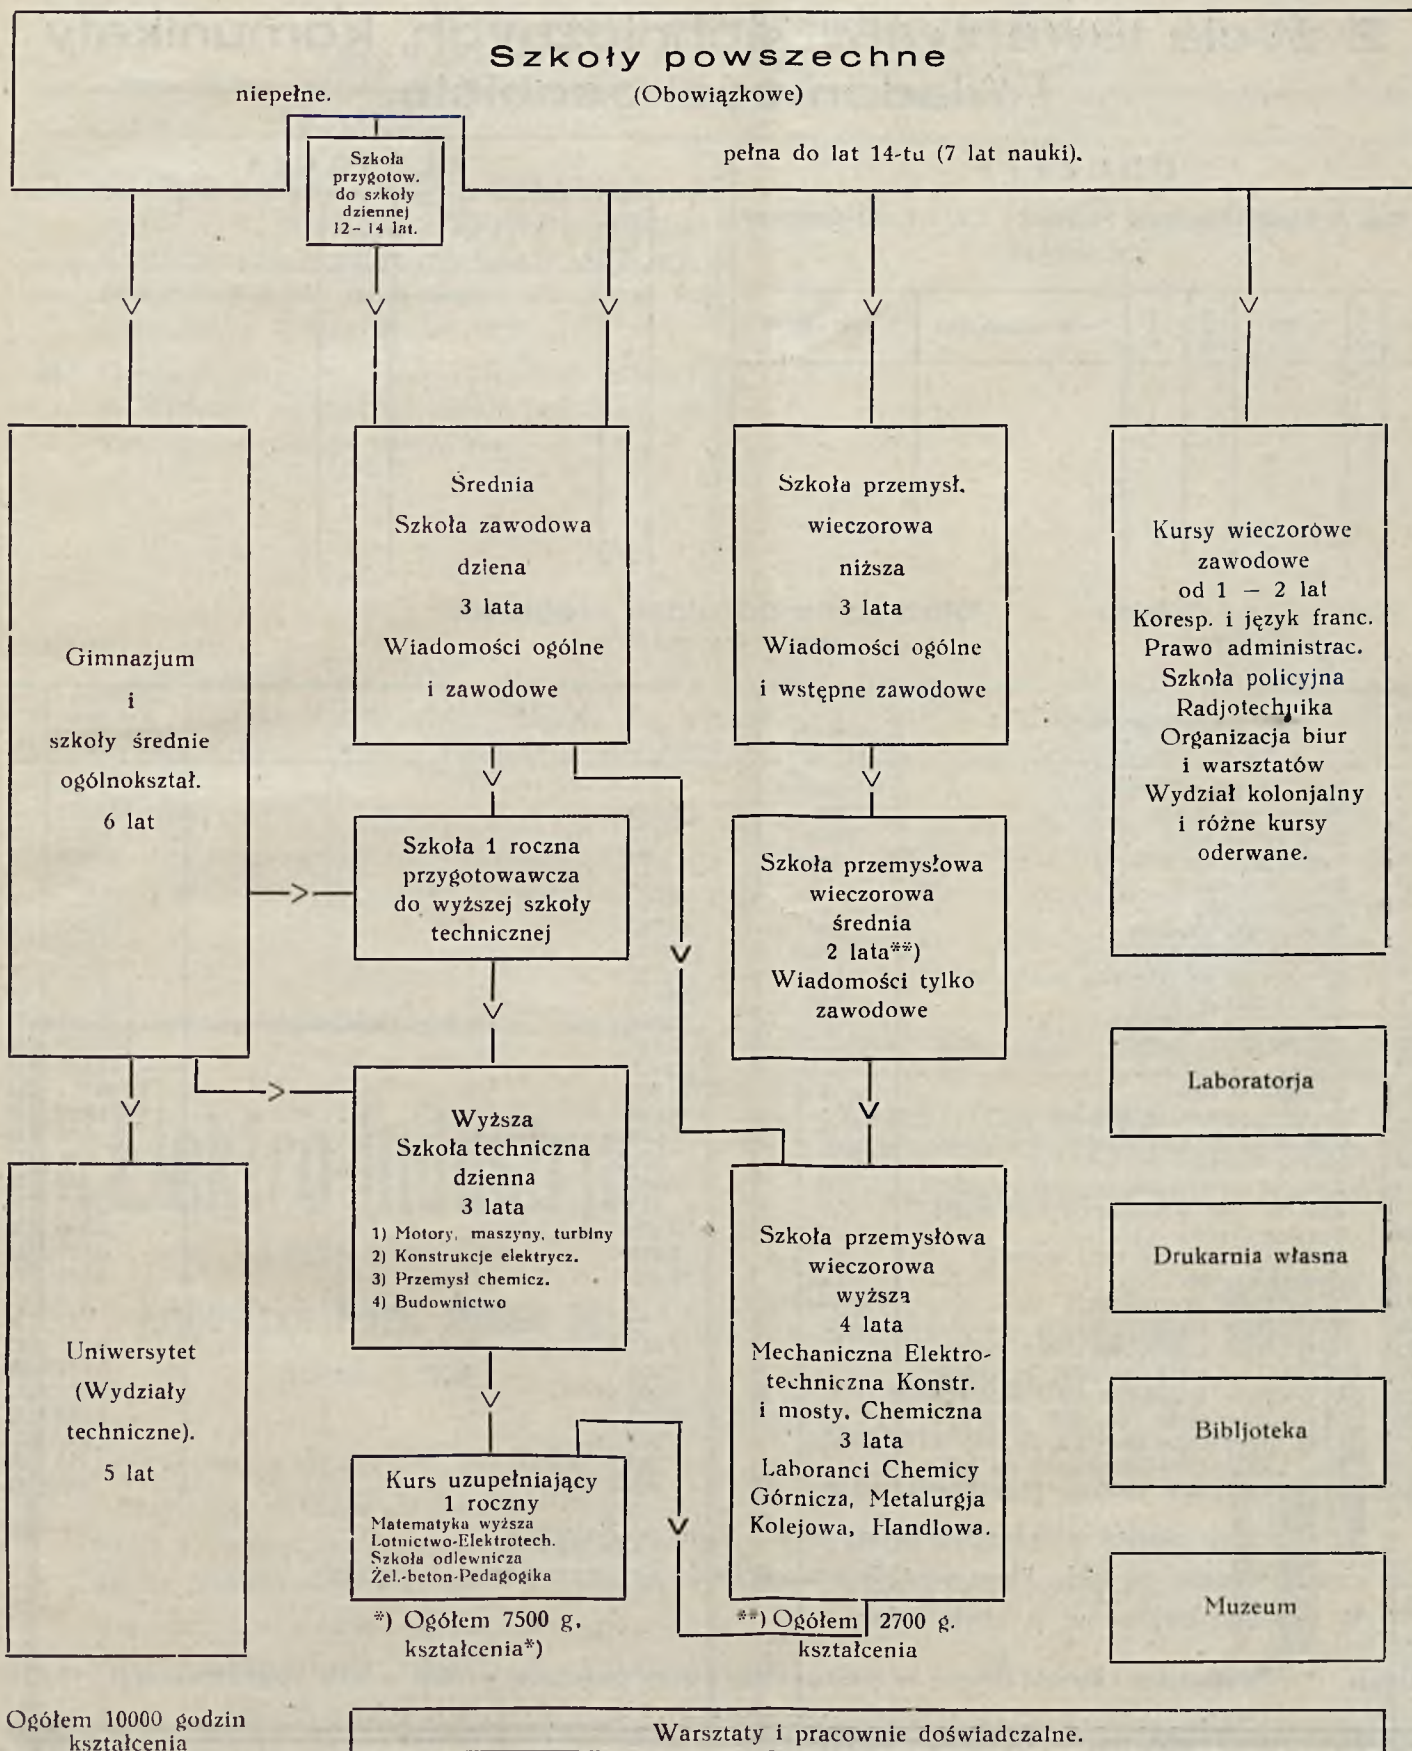 Szkoły powszechne
niepełne.
(Obowiązkowe)
pełna do lat 14-tu (7 lat nauki).
Szkoła
przygotow.
do szkoły
dziennej
12-14 lat.
Gimnazjum
i
szkoły średnie
ogólnokształ.
6 lat
Średnia
Szkoła zawodowa
dziena
3 lata
Wiadomości ogólne
i zawodowe
Szkoła przemysł.
wieczorowa
niższa
3 lata
Wiadomości ogólne
i wstępne zawodowe
Kursy wieczorowe
zawodowe
od 1 — 2 lat
Koresp. i język franc.
Prawo administrac.
Szkoła policyjna
Radjotechnika
Organizacja biur
i warsztatów
Wydział kolonjalny
i różne kursy
oderwane.
Szkoła 1 roczna
przygotowawcza
do wyższej szkoły
technicznej
Szkoła przemysłowa
wieczorowa
średnia
2 lata**)
Wiadomości tylko
zawodowe
Laboratorja
Wyższa
Szkoła techniczna
dzienna
3 lata
1) Motory, maszyny, turbiny
2) Konstrukcje elektrycz.
3) Przemysł chemicz.
4) Budownictwo
Uniwersytet
(Wydziały
techniczne).
5 lat
Szkoła przemysłowa
wieczorowa
wyższa
4 lata
Mechaniczna Elektro-
techniczna Konstr.
i mosty. Chemiczna
3 lata
Laboranci Chemicy
Górnicza, Metalurgja
Kolejowa, Handlowa.
Drukarnia własna
Bibljoteka
Kurs uzupełniający
1 roczny
Matematyka wyższa
Lotnictwo-Elektrotech.
Szkoła odlewnicza
Żel.-beton-Pedagogika
Muzeum
*) Ogółem 7500 g.
kształcenia*)
**) Ogółem 2700 g.
kształcenia
Ogółem 10000 godzin
kształcenia
Warsztaty i pracownie doświadczalne.